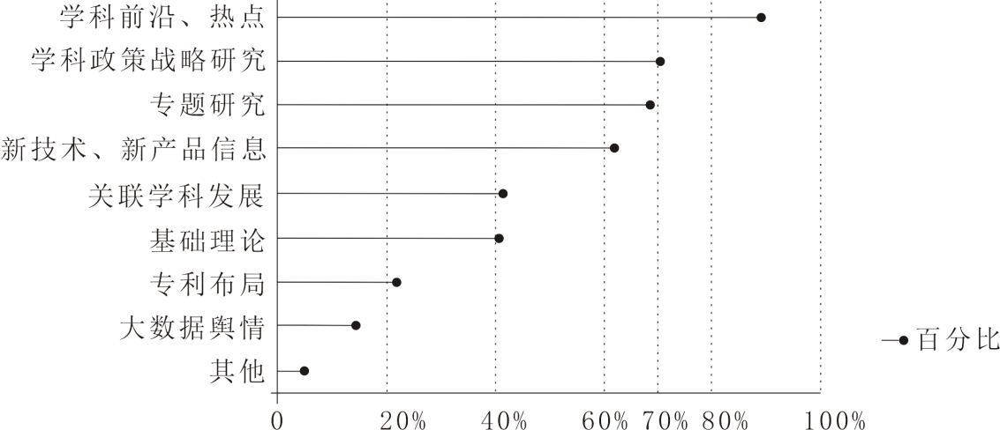 学科前沿、热点
学科政策战略研究
专题研究
新技术、新产品信息
关联学科发展
基础理论
专利布局
大数据舆情
其他
百分比
0 20% 40% 60% 70% 80% 100%